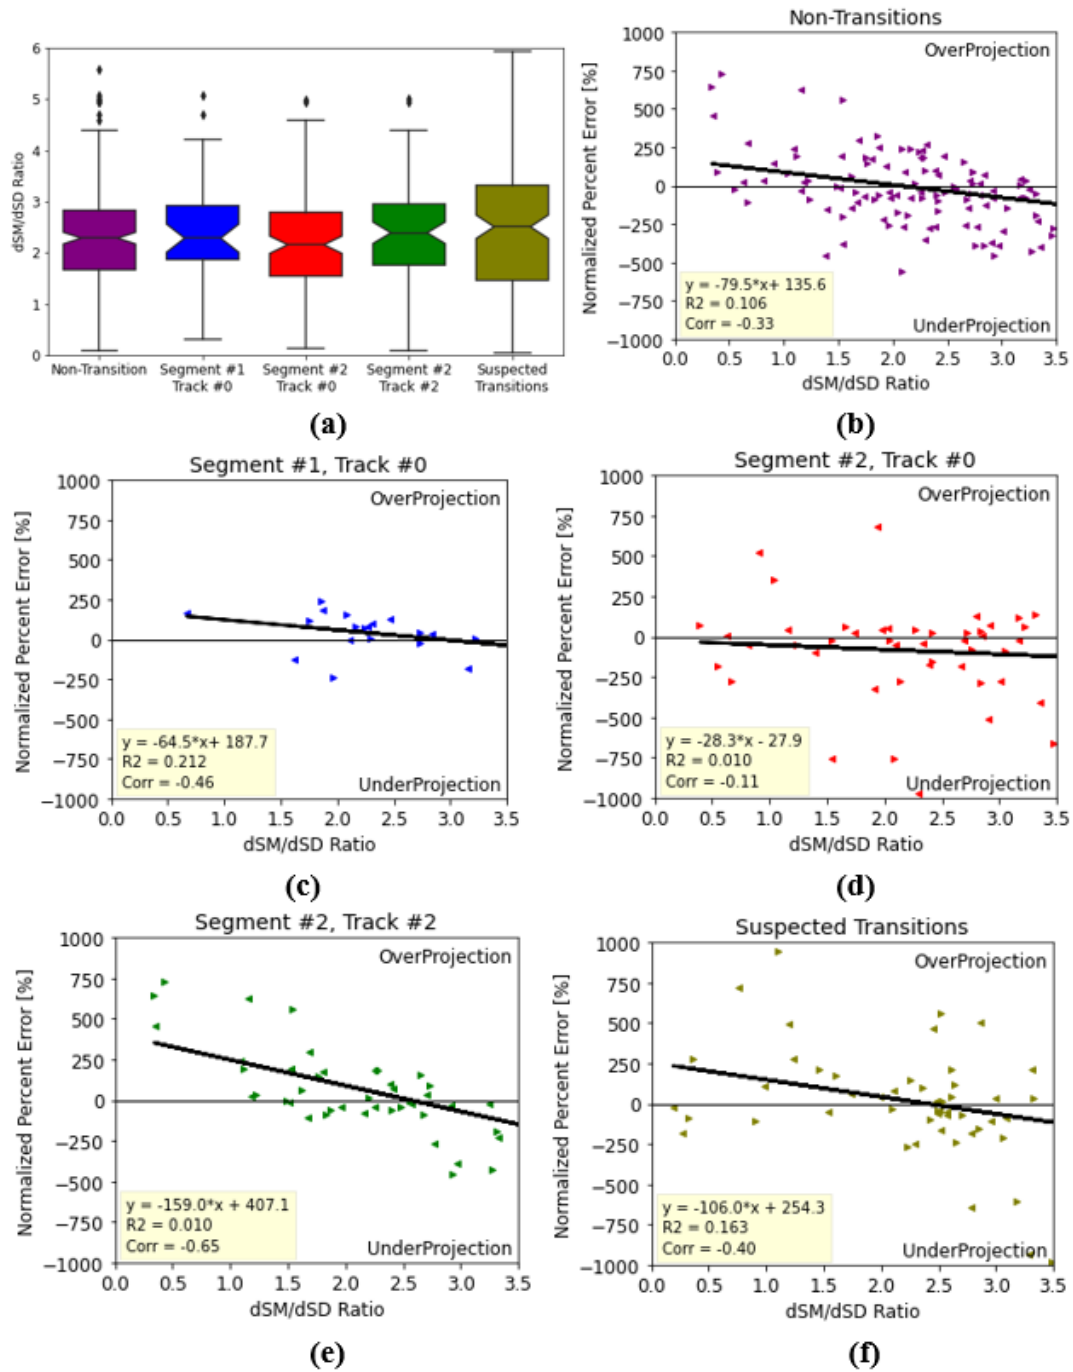 6
5
4
3
2
1
0
dSM/dSD Ratio
Non-Transition
Segment #1
Track #0
Segment #2
Track #0
Segment #2
Track #2
Suspected
Transitions
(a)
Non-Transitions
1000
750
500
250
0
−250
−500
−750
−1000
Normalized Percent Error [%]
OverProjection
y = -79.5*x+ 135.6
R2 = 0.106
Corr = -0.33
UnderProjection
0.0 0.5 1.0 1.5 2.0 2.5 3.0 3.5
dSM/dSD Ratio
(b)
Segment #1, Track #0
1000
750
500
250
0
−250
−500
−750
−1000
Normalized Percent Error [%]
OverProjection
y = -64.5*x+ 187.7
R2 = 0.212
Corr = -0.46
UnderProjection
0.0 0.5 1.0 1.5 2.0 2.5 3.0 3.5
dSM/dSD Ratio
(c)
Segment #2, Track #0
1000
750
500
250
0
−250
−500
−750
−1000
Normalized Percent Error [%]
OverProjection
y = -28.3*x - 27.9
R2 = 0.010
Corr = -0.11
UnderProjection
0.0 0.5 1.0 1.5 2.0 2.5 3.0 3.5
dSM/dSD Ratio
(d)
Segment #2, Track #2
1000
750
500
250
0
−250
−500
−750
−1000
Normalized Percent Error [%]
OverProjection
y = -159.0*x + 407.1
R2 = 0.010
Corr = -0.65
UnderProjection
0.0 0.5 1.0 1.5 2.0 2.5 3.0 3.5
dSM/dSD Ratio
(e)
Suspected Transitions
1000
750
500
250
0
−250
−500
−750
−1000
Normalized Percent Error [%]
OverProjection
y = -106.0*x + 254.3
R2 = 0.163
Corr = -0.40
UnderProjection
0.0 0.5 1.0 1.5 2.0 2.5 3.0 3.5
dSM/dSD Ratio
(f)